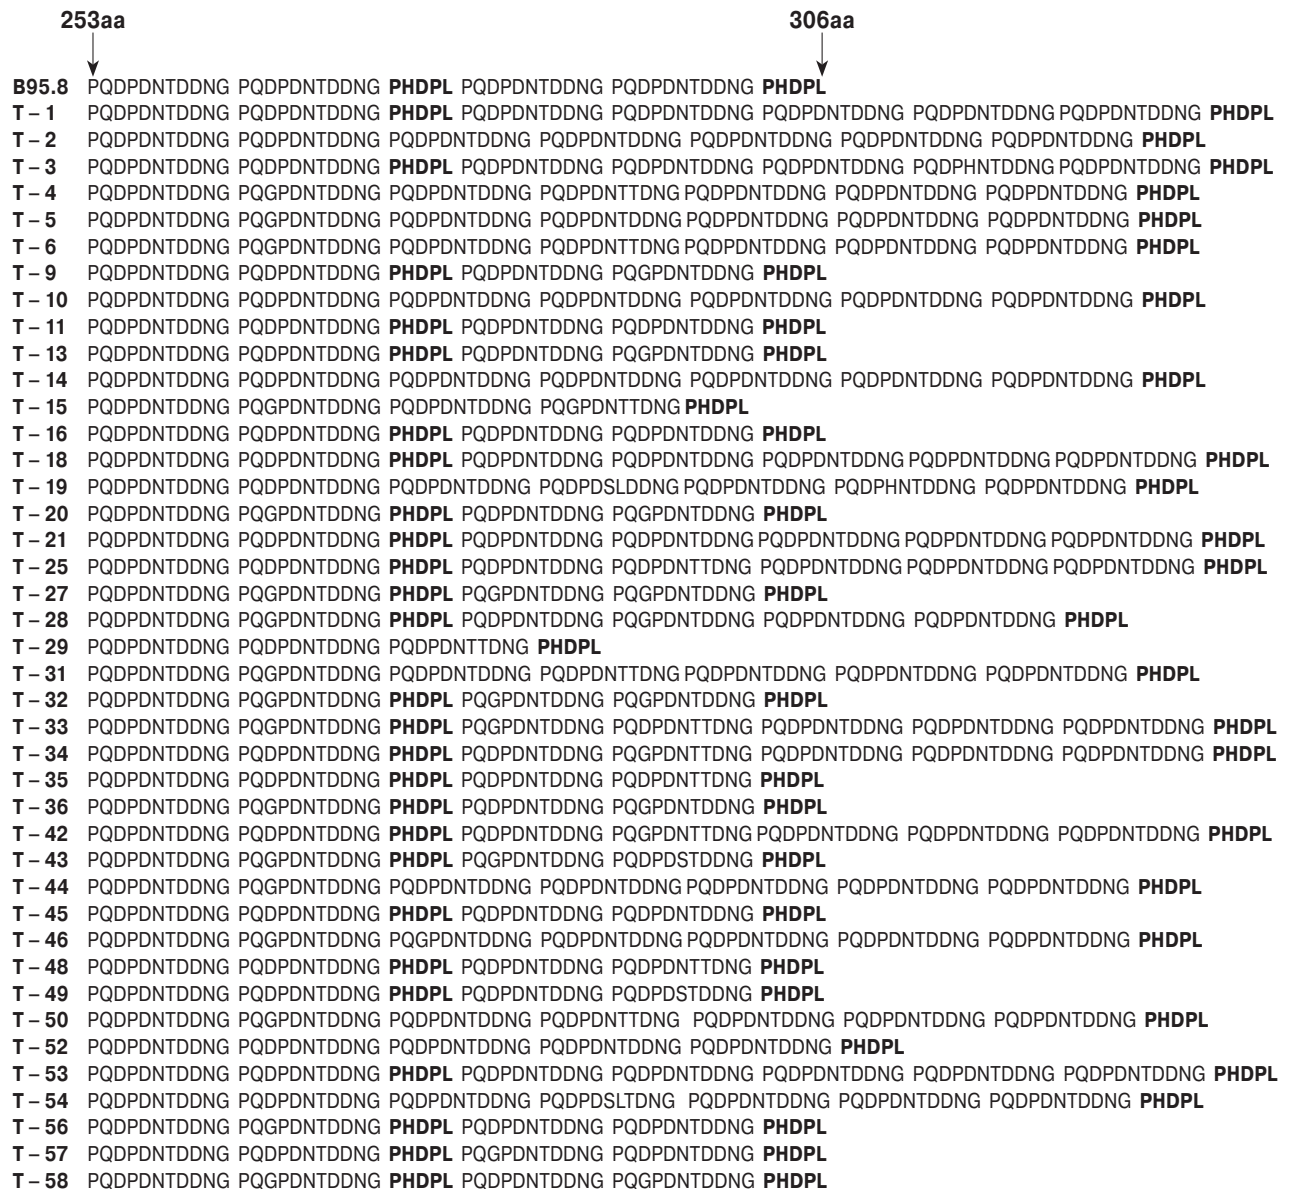 253aa 306aa
B95.8 PQDPDNTDDNG PQDPDNTDDNG PHDPL PQDPDNTDDNG PQDPDNTDDNG PHDPL
T – 1 PQDPDNTDDNG PQDPDNTDDNG PHDPL PQDPDNTDDNG PQDPDNTDDNG PQDPDNTDDNG PQDPDNTDDNG PQDPDNTDDNG PHDPL
T – 2 PQDPDNTDDNG PQDPDNTDDNG PQDPDNTDDNG PQDPDNTDDNG PQDPDNTDDNG PQDPDNTDDNG PQDPDNTDDNG PHDPL
T – 3 PQDPDNTDDNG PQDPDNTDDNG PHDPL PQDPDNTDDNG PQDPDNTDDNG PQDPDNTDDNG PQDPHNTDDNG PQDPDNTDDNG PHDPL
T – 4 PQDPDNTDDNG PQGPDNTDDNG PQDPDNTDDNG PQDPDNTTDNG PQDPDNTDDNG PQDPDNTDDNG PQDPDNTDDNG PHDPL
T – 5 PQDPDNTDDNG PQGPDNTDDNG PQDPDNTDDNG PQDPDNTDDNG PQDPDNTDDNG PQDPDNTDDNG PQDPDNTDDNG PHDPL
T – 6 PQDPDNTDDNG PQGPDNTDDNG PQDPDNTDDNG PQDPDNTTDNG PQDPDNTDDNG PQDPDNTDDNG PQDPDNTDDNG PHDPL
T – 9 PQDPDNTDDNG PQDPDNTDDNG PHDPL PQDPDNTDDNG PQGPDNTDDNG PHDPL
T – 10 PQDPDNTDDNG PQDPDNTDDNG PQDPDNTDDNG PQDPDNTDDNG PQDPDNTDDNG PQDPDNTDDNG PQDPDNTDDNG PHDPL
T – 11 PQDPDNTDDNG PQDPDNTDDNG PHDPL PQDPDNTDDNG PQDPDNTDDNG PHDPL
T – 13 PQDPDNTDDNG PQDPDNTDDNG PHDPL PQDPDNTDDNG PQGPDNTDDNG PHDPL
T – 14 PQDPDNTDDNG PQDPDNTDDNG PQDPDNTDDNG PQDPDNTDDNG PQDPDNTDDNG PQDPDNTDDNG PQDPDNTDDNG PHDPL
T – 15 PQDPDNTDDNG PQGPDNTDDNG PQDPDNTDDNG PQGPDNTTDNG PHDPL
T – 16 PQDPDNTDDNG PQDPDNTDDNG PHDPL PQDPDNTDDNG PQDPDNTDDNG PHDPL
T – 18 PQDPDNTDDNG PQDPDNTDDNG PHDPL PQDPDNTDDNG PQDPDNTDDNG PQDPDNTDDNG PQDPDNTDDNG PQDPDNTDDNG PHDPL
T – 19 PQDPDNTDDNG PQDPDNTDDNG PQDPDNTDDNG PQDPDSLDDNG PQDPDNTDDNG PQDPHNTDDNG PQDPDNTDDNG PHDPL
T – 20 PQDPDNTDDNG PQGPDNTDDNG PHDPL PQDPDNTDDNG PQGPDNTDDNG PHDPL
T – 21 PQDPDNTDDNG PQDPDNTDDNG PHDPL PQDPDNTDDNG PQDPDNTDDNG PQDPDNTDDNG PQDPDNTDDNG PQDPDNTDDNG PHDPL
T – 25 PQDPDNTDDNG PQDPDNTDDNG PHDPL PQDPDNTDDNG PQDPDNTTDNG PQDPDNTDDNG PQDPDNTDDNG PQDPDNTDDNG PHDPL
T – 27 PQDPDNTDDNG PQGPDNTDDNG PHDPL PQGPDNTDDNG PQGPDNTDDNG PHDPL
T – 28 PQDPDNTDDNG PQGPDNTDDNG PHDPL PQDPDNTDDNG PQGPDNTDDNG PQDPDNTDDNG PQDPDNTDDNG PHDPL
T – 29 PQDPDNTDDNG PQDPDNTDDNG PQDPDNTTDNG PHDPL
T – 31 PQDPDNTDDNG PQGPDNTDDNG PQDPDNTDDNG PQDPDNTTDNG PQDPDNTDDNG PQDPDNTDDNG PQDPDNTDDNG PHDPL
T – 32 PQDPDNTDDNG PQGPDNTDDNG PHDPL PQGPDNTDDNG PQGPDNTDDNG PHDPL
T – 33 PQDPDNTDDNG PQGPDNTDDNG PHDPL PQGPDNTDDNG PQDPDNTTDNG PQDPDNTDDNG PQDPDNTDDNG PQDPDNTDDNG PHDPL
T – 34 PQDPDNTDDNG PQDPDNTDDNG PHDPL PQDPDNTDDNG PQGPDNTTDNG PQDPDNTDDNG PQDPDNTDDNG PQDPDNTDDNG PHDPL
T – 35 PQDPDNTDDNG PQDPDNTDDNG PHDPL PQDPDNTDDNG PQDPDNTTDNG PHDPL
T – 36 PQDPDNTDDNG PQGPDNTDDNG PHDPL PQDPDNTDDNG PQGPDNTDDNG PHDPL
T – 42 PQDPDNTDDNG PQDPDNTDDNG PHDPL PQDPDNTDDNG PQGPDNTTDNG PQDPDNTDDNG PQDPDNTDDNG PQDPDNTDDNG PHDPL
T – 43 PQDPDNTDDNG PQGPDNTDDNG PHDPL PQGPDNTDDNG PQDPDSTDDNG PHDPL
T – 44 PQDPDNTDDNG PQGPDNTDDNG PQDPDNTDDNG PQDPDNTDDNG PQDPDNTDDNG PQDPDNTDDNG PQDPDNTDDNG PHDPL
T – 45 PQDPDNTDDNG PQDPDNTDDNG PHDPL PQDPDNTDDNG PQDPDNTDDNG PHDPL
T – 46 PQDPDNTDDNG PQGPDNTDDNG PQGPDNTDDNG PQDPDNTDDNG PQDPDNTDDNG PQDPDNTDDNG PQDPDNTDDNG PHDPL
T – 48 PQDPDNTDDNG PQDPDNTDDNG PHDPL PQDPDNTDDNG PQDPDNTTDNG PHDPL
T – 49 PQDPDNTDDNG PQDPDNTDDNG PHDPL PQDPDNTDDNG PQDPDSTDDNG PHDPL
T – 50 PQDPDNTDDNG PQGPDNTDDNG PQDPDNTDDNG PQDPDNTTDNG PQDPDNTDDNG PQDPDNTDDNG PQDPDNTDDNG PHDPL
T – 52 PQDPDNTDDNG PQDPDNTDDNG PQDPDNTDDNG PQDPDNTDDNG PQDPDNTDDNG PHDPL
T – 53 PQDPDNTDDNG PQDPDNTDDNG PHDPL PQDPDNTDDNG PQDPDNTDDNG PQDPDNTDDNG PQDPDNTDDNG PQDPDNTDDNG PHDPL
T – 54 PQDPDNTDDNG PQDPDNTDDNG PQDPDNTDDNG PQDPDSLTDNG PQDPDNTDDNG PQDPDNTDDNG PQDPDNTDDNG PHDPL
T – 56 PQDPDNTDDNG PQGPDNTDDNG PHDPL PQDPDNTDDNG PQDPDNTDDNG PHDPL
T – 57 PQDPDNTDDNG PQDPDNTDDNG PHDPL PQGPDNTDDNG PQDPDNTDDNG PHDPL
T – 58 PQDPDNTDDNG PQGPDNTDDNG PHDPL PQDPDNTDDNG PQGPDNTDDNG PHDPL